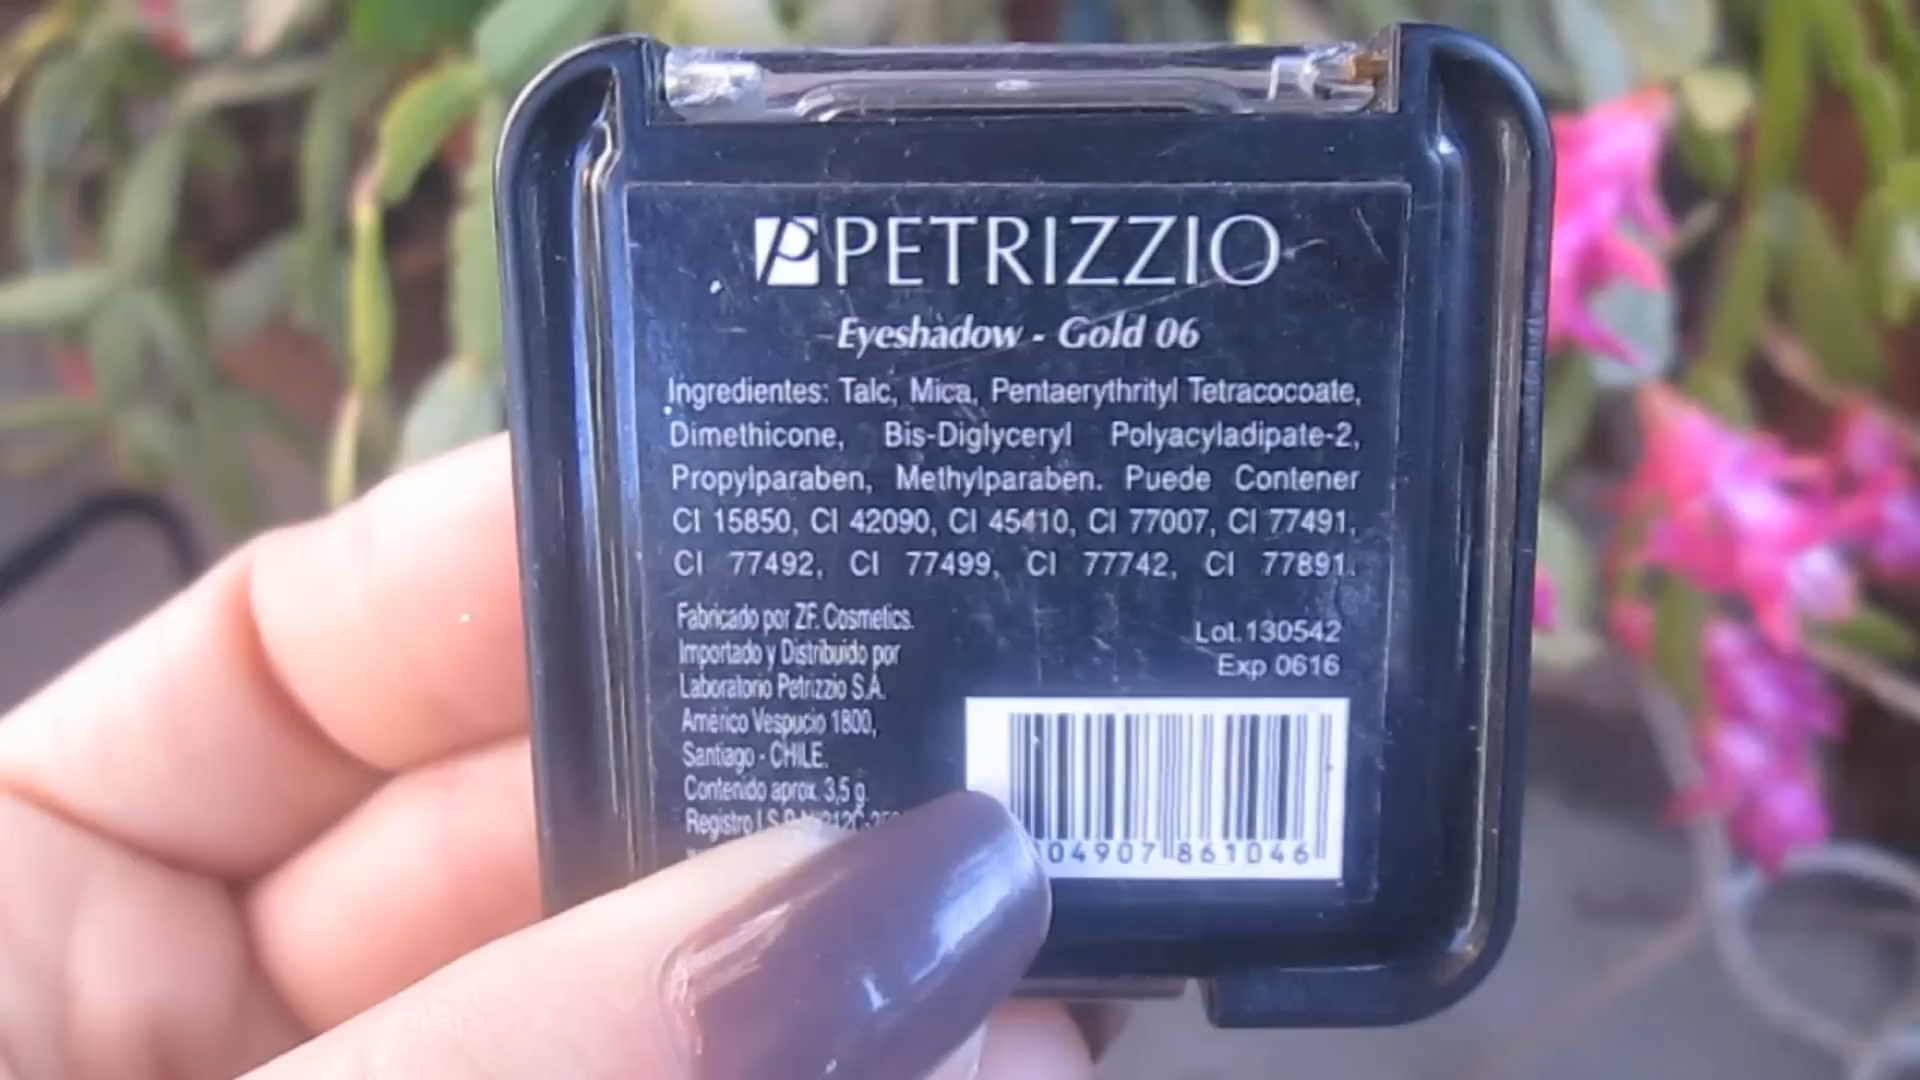 PETRIZZIO
Eyeshadow - Gold 06
Ingredientes: Talc, Mica, Pentaerythrityl Tetracocoate,
Dimethicone, Bis-Diglyceryl Polyacyladipate-2,
Propylparaben, Methylparaben. Puede Contener
CI 15850, CI 42090, CI 45410, CI 77007, CI 77491,
CI 77492, CI 77499, CI 77742, CI 77891.
Fabricado por ZF. Cosmetics.
Importado y Distribuido por
Laboratorio Petrizzio S.A.
Américo Vespucio 1800,
Santiago - CHILE.
Contenido aprox. 3,5 g.
Registro I.S.P.
Lot.130542
Exp 0616
04907 861046